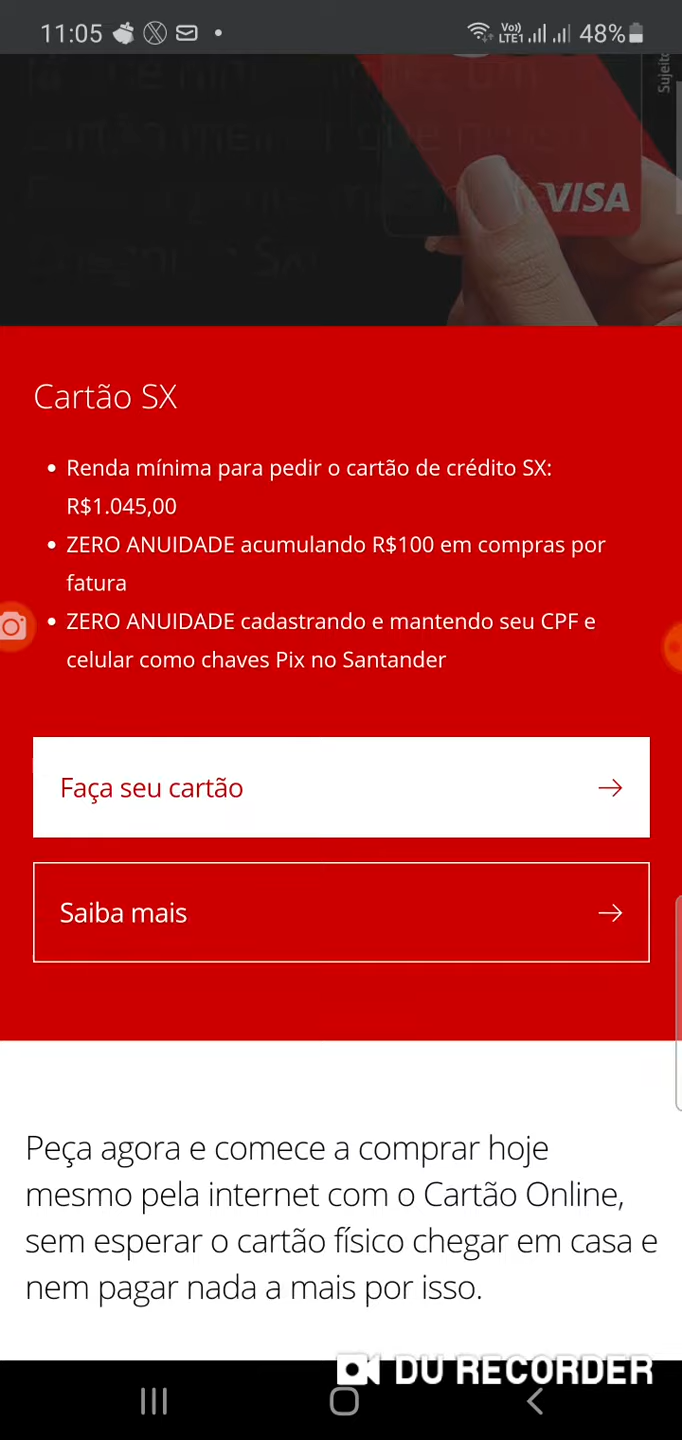 11:05
Vo))
LTE1
48%
Sujeito
VISA
Cartão SX
Renda mínima para pedir o cartão de crédito SX:
R$1.045,00
ZERO ANUIDADE acumulando R$100 em compras por
fatura
ZERO ANUIDADE cadastrando e mantendo seu CPF e
celular como chaves Pix no Santander
Faça seu cartão
Saiba mais
Peça agora e comece a comprar hoje
mesmo pela internet com o Cartão Online,
sem esperar o cartão físico chegar em casa e
nem pagar nada a mais por isso.
DU RECORDER